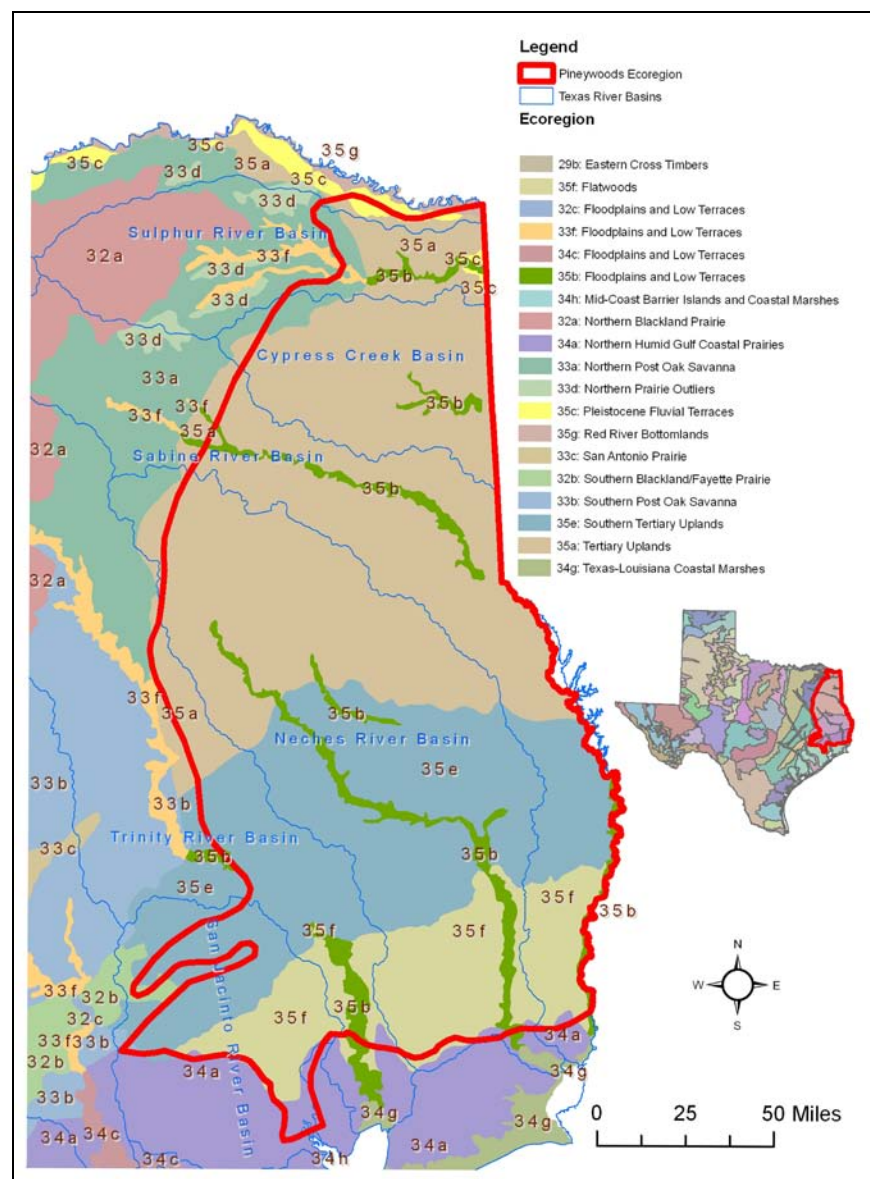 Legend
Pineywoods Ecoregion
Texas River Basins
Ecoregion
29b: Eastern Cross Timbers
35f: Flatwoods
32c: Floodplains and Low Terraces
33f: Floodplains and Low Terraces
34c: Floodplains and Low Terraces
35b: Floodplains and Low Terraces
34h: Mid-Coast Barrier Islands and Coastal Marshes
32a: Northern Blackland Prairie
34a: Northern Humid Gulf Coastal Prairies
33a: Northern Post Oak Savanna
33d: Northern Prairie Outliers
35c: Pleistocene Fluvial Terraces
35g: Red River Bottomlands
33c: San Antonio Prairie
32b: Southern Blackland/Fayette Prairie
33b: Southern Post Oak Savanna
35e: Southern Tertiary Uplands
35a: Tertiary Uplands
34g: Texas-Louisiana Coastal Marshes
35c
35c
35a
35g
33d
35c
33d
Sulphur River Basin
35a
32a
33f
35c
33d
35b
35c
33d
33d
Cypress Creek Basin
33a
35b
33f
33f
35a
32a
Sabine River Basin
35b
32a
33f
35a
35b
Neches River Basin
35e
33b
33b
Trinity River Basin
33c
35b
35b
35e
35f
35b
35f
35f
San Jacinto River Basin
33f
32b
35b
32c
35f
33f
33b
34a
32b
34a
34g
33b
34g
34g
34a
34c
34a
34c
34h
N
W
E
S
0
25
50 Miles